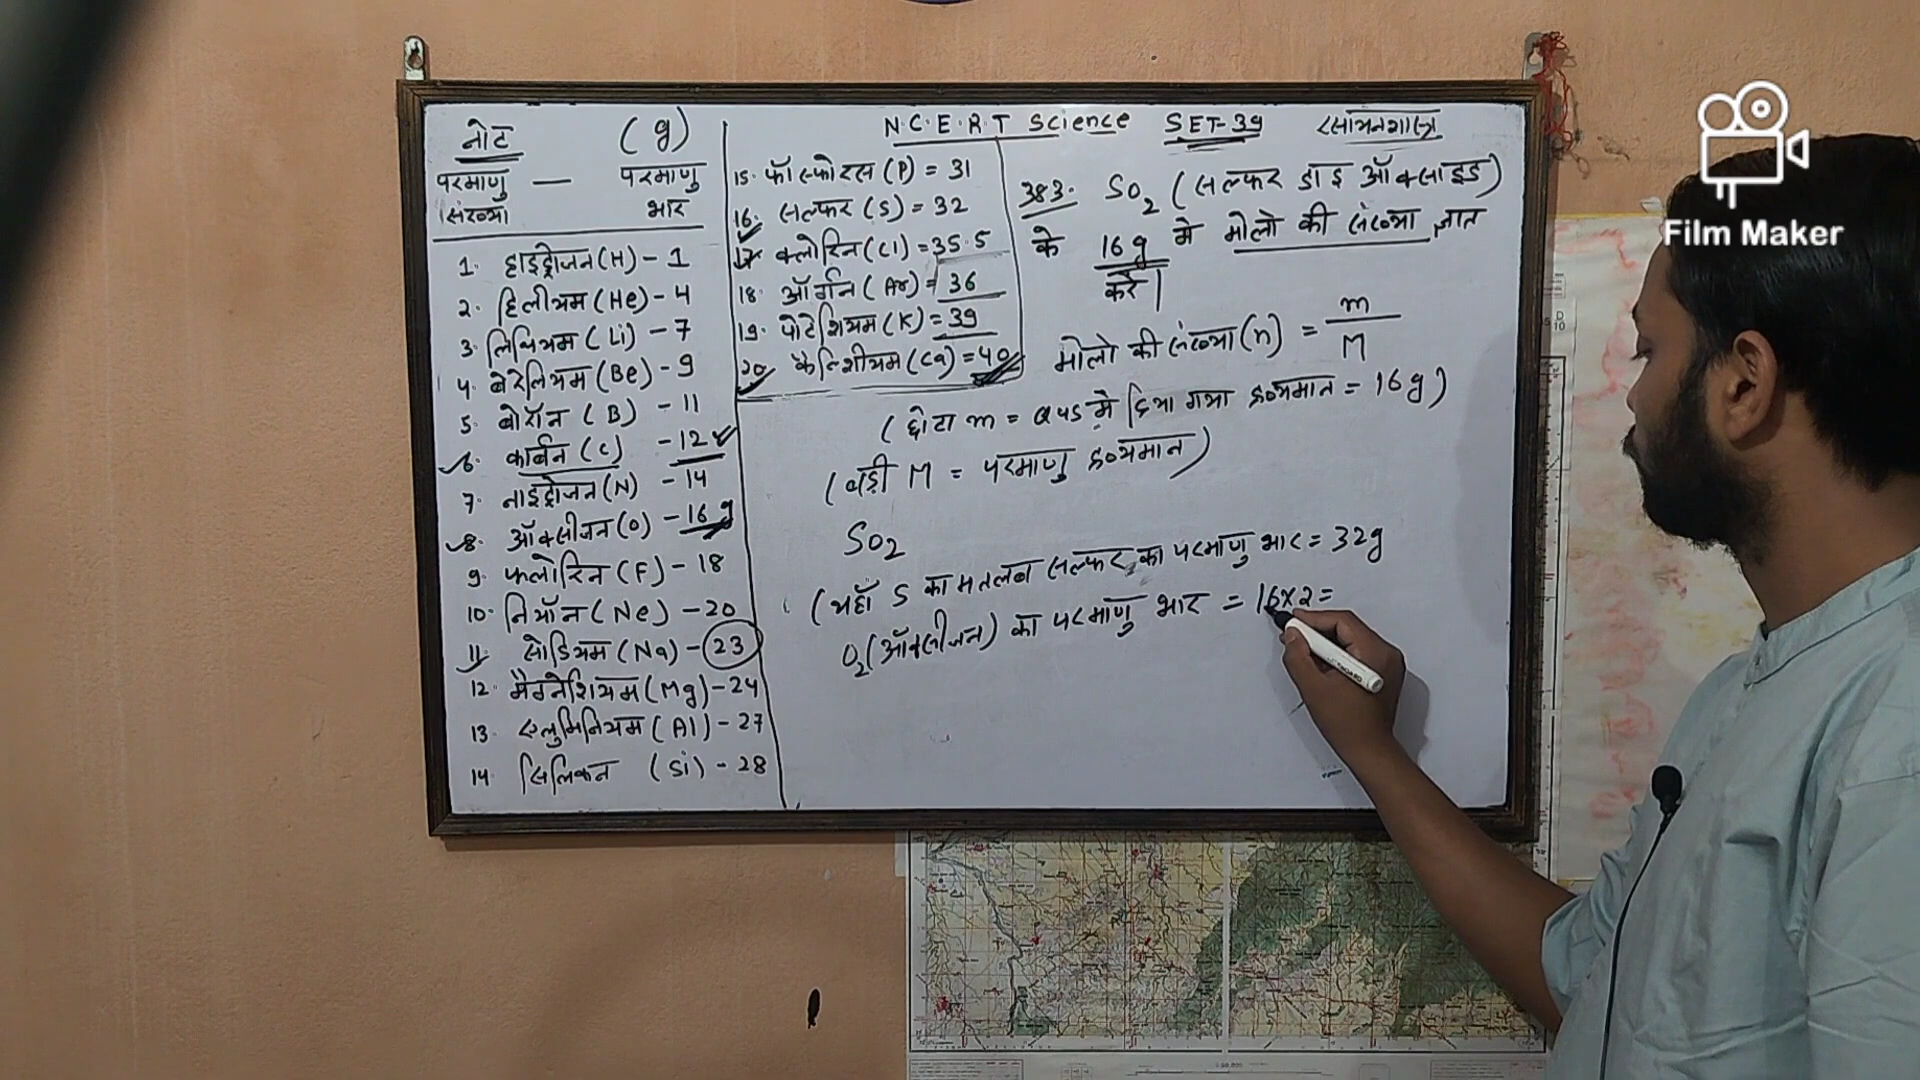 नोट (g)
परमाणु संख्या — परमाणु भार
1. हाइड्रोजन (H) - 1
2. हिलीयम (He) - 4
3. लिथियम (Li) - 7
4. बेरेलियम (Be) - 9
5. बोरॉन (B) - 11
6. कार्बन (C) - 12
7. नाइट्रोजन (N) - 14
8. ऑक्सीजन (O) - 16 g
9. फ्लोरिन (F) - 18
10. नियॉन (Ne) - 20
11. सोडियम (Na) - 23
12. मैग्नेशियम (Mg) - 24
13. एलुमिनियम (Al) - 27
14. सिलिकन (Si) - 28
15. फॉस्फोरस (P) = 31
16. सल्फर (S) = 32
17. क्लोरिन (Cl) = 35.5
18. ऑर्गन (Ar) = 36
19. पोटेशियम (K) = 39
20. कैल्शीयम (Ca) = 40
N.C.E.R.T Science SET-39 रसायनशास्त्र
383. SO2 (सल्फर डाइ ऑक्साइड)
के 16g मे मोलो की संख्या ज्ञात
करे।
मोलो की संख्या (n) = m/M
(छोटा m = Qus मे दिया गया द्रव्यमान = 16g)
(बड़ी M = परमाणु द्रव्यमान)
SO2
(यहाँ S का मतलब सल्फर का परमाणु भार = 32g
O2 (ऑक्सीजन) का परमाणु भार = 16×2=
Film Maker